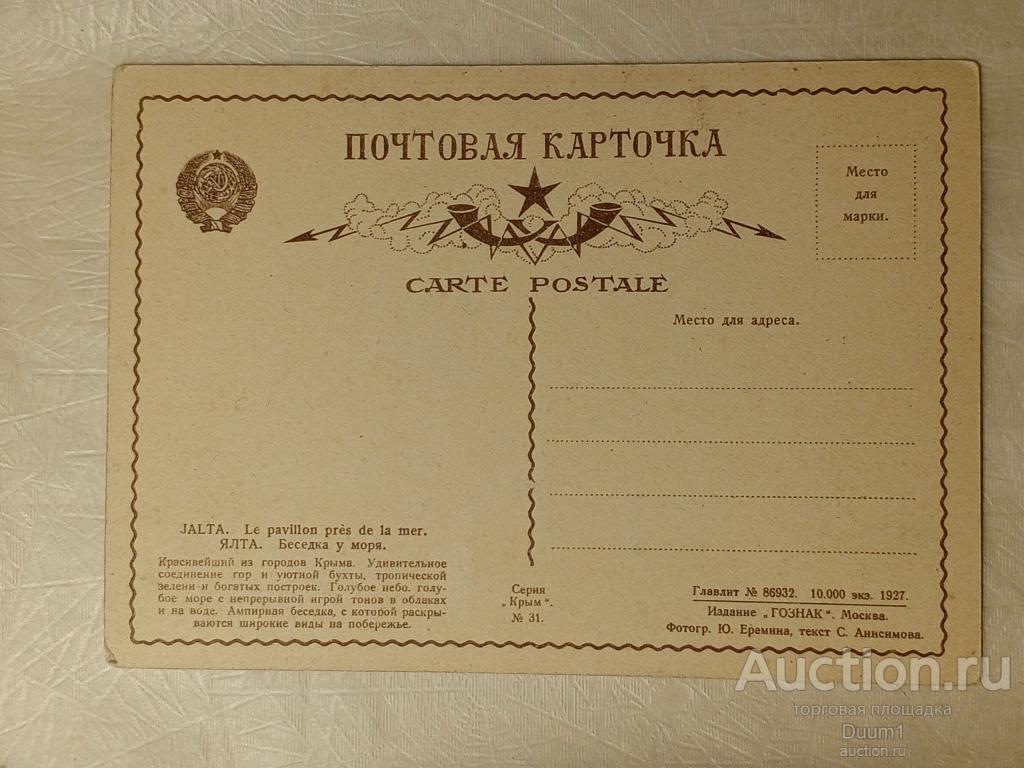 ПОЧТОВАЯ КАРТОЧКА
Место
для
марки.
CARTE POSTALE
Место для адреса.
JALTA. Le pavillon près de la mer.
ЯЛТА. Беседка у моря.
Красивейший из городов Крыма. Удивительное
соединение гор и уютной бухты, тропической
зелени и богатых построек. Голубое небо, голу-
бое море с непрерывной игрой тонов в облаках
и на воде. Ампирная беседка, с которой раскры-
ваются широкие виды на побережье.
Серия
„Крым“.
№ 31.
Главлит № 86932. 10.000 экз. 1927.
Издание „ГОЗНАК“. Москва.
Фотогр. Ю. Еремина, текст С. Анисимова.
Auction.ru
торговая площадка
Duum1
auction.ru